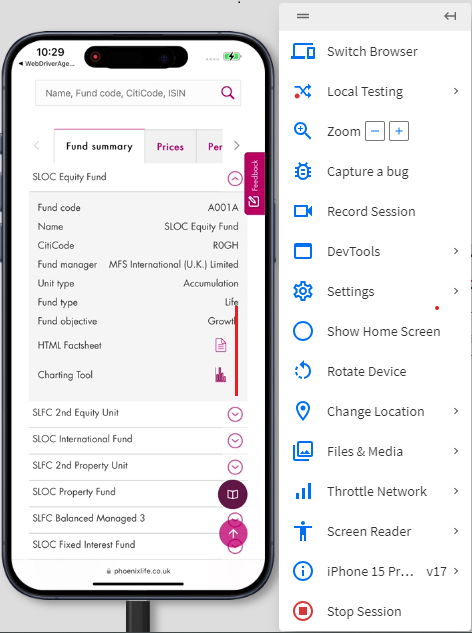 10:29
WebDriverAge...
Name, Fund code, CitiCode, ISIN
Fund summary
Prices
Per
Feedback
SLOC Equity Fund
Fund code A001A
Name SLOC Equity Fund
CitiCode R0GH
Fund manager MFS International (U.K.) Limited
Unit type Accumulation
Fund type Life
Fund objective Growth
HTML Factsheet
Charting Tool
SLFC 2nd Equity Unit
SLOC International Fund
SLFC 2nd Property Unit
SLOC Property Fund
SLFC Balanced Managed 3
SLOC Fixed Interest Fund
phoenixlife.co.uk
Switch Browser
Local Testing
Zoom
Capture a bug
Record Session
DevTools
Settings
Show Home Screen
Rotate Device
Change Location
Files & Media
Throttle Network
Screen Reader
iPhone 15 Pr... v17
Stop Session